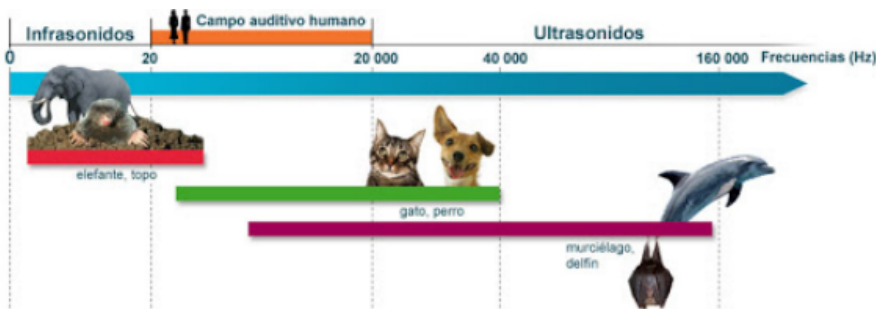 Campo auditivo humano
Infrasonidos
Ultrasonidos
0
20
20 000
40 000
160 000
Frecuencias (Hz)
elefante, topo
gato, perro
murciélago,
delfín